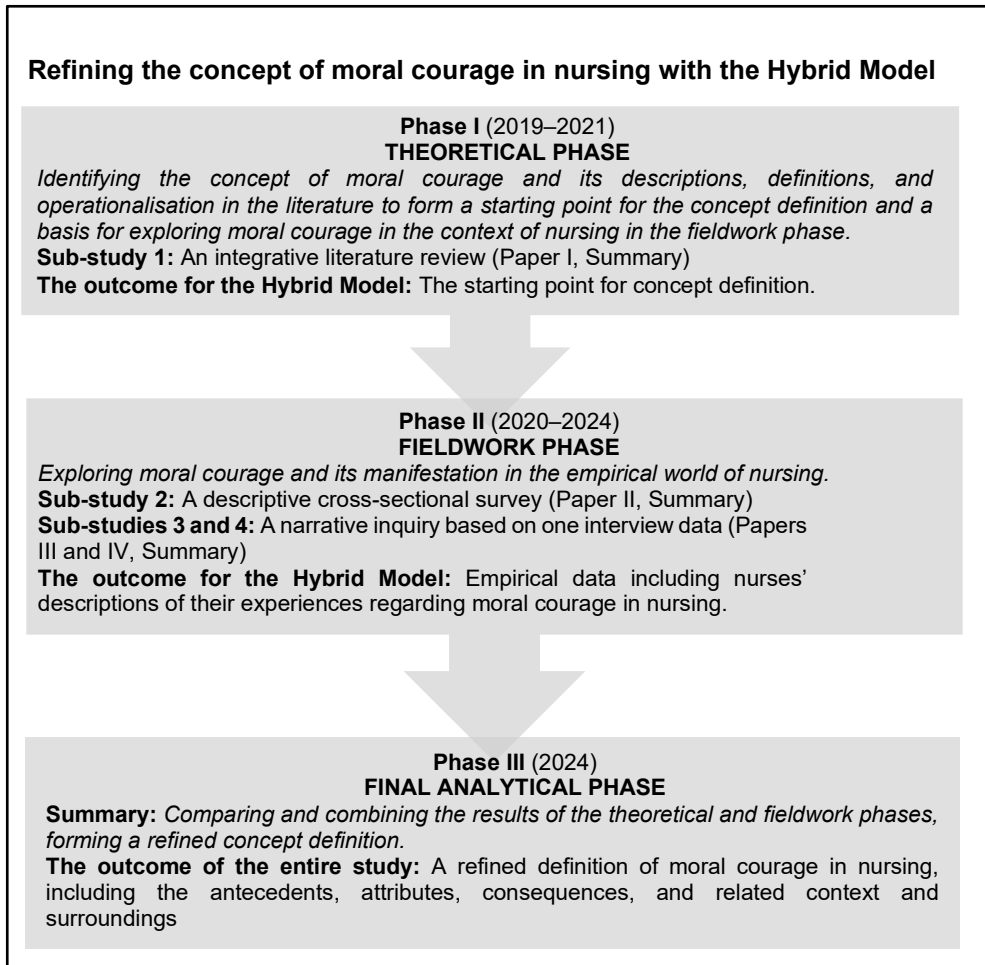 Refining the concept of moral courage in nursing with the Hybrid Model
Phase I (2019–2021)
THEORETICAL PHASE
Identifying the concept of moral courage and its descriptions, definitions, and
operationalisation in the literature to form a starting point for the concept definition and a
basis for exploring moral courage in the context of nursing in the fieldwork phase.
Sub-study 1: An integrative literature review (Paper I, Summary)
The outcome for the Hybrid Model: The starting point for concept definition.
Phase II (2020–2024)
FIELDWORK PHASE
Exploring moral courage and its manifestation in the empirical world of nursing.
Sub-study 2: A descriptive cross-sectional survey (Paper II, Summary)
Sub-studies 3 and 4: A narrative inquiry based on one interview data (Papers
III and IV, Summary)
The outcome for the Hybrid Model: Empirical data including nurses’
descriptions of their experiences regarding moral courage in nursing.
Phase III (2024)
FINAL ANALYTICAL PHASE
Summary: Comparing and combining the results of the theoretical and fieldwork phases,
forming a refined concept definition.
The outcome of the entire study: A refined definition of moral courage in nursing,
including the antecedents, attributes, consequences, and related context and
surroundings